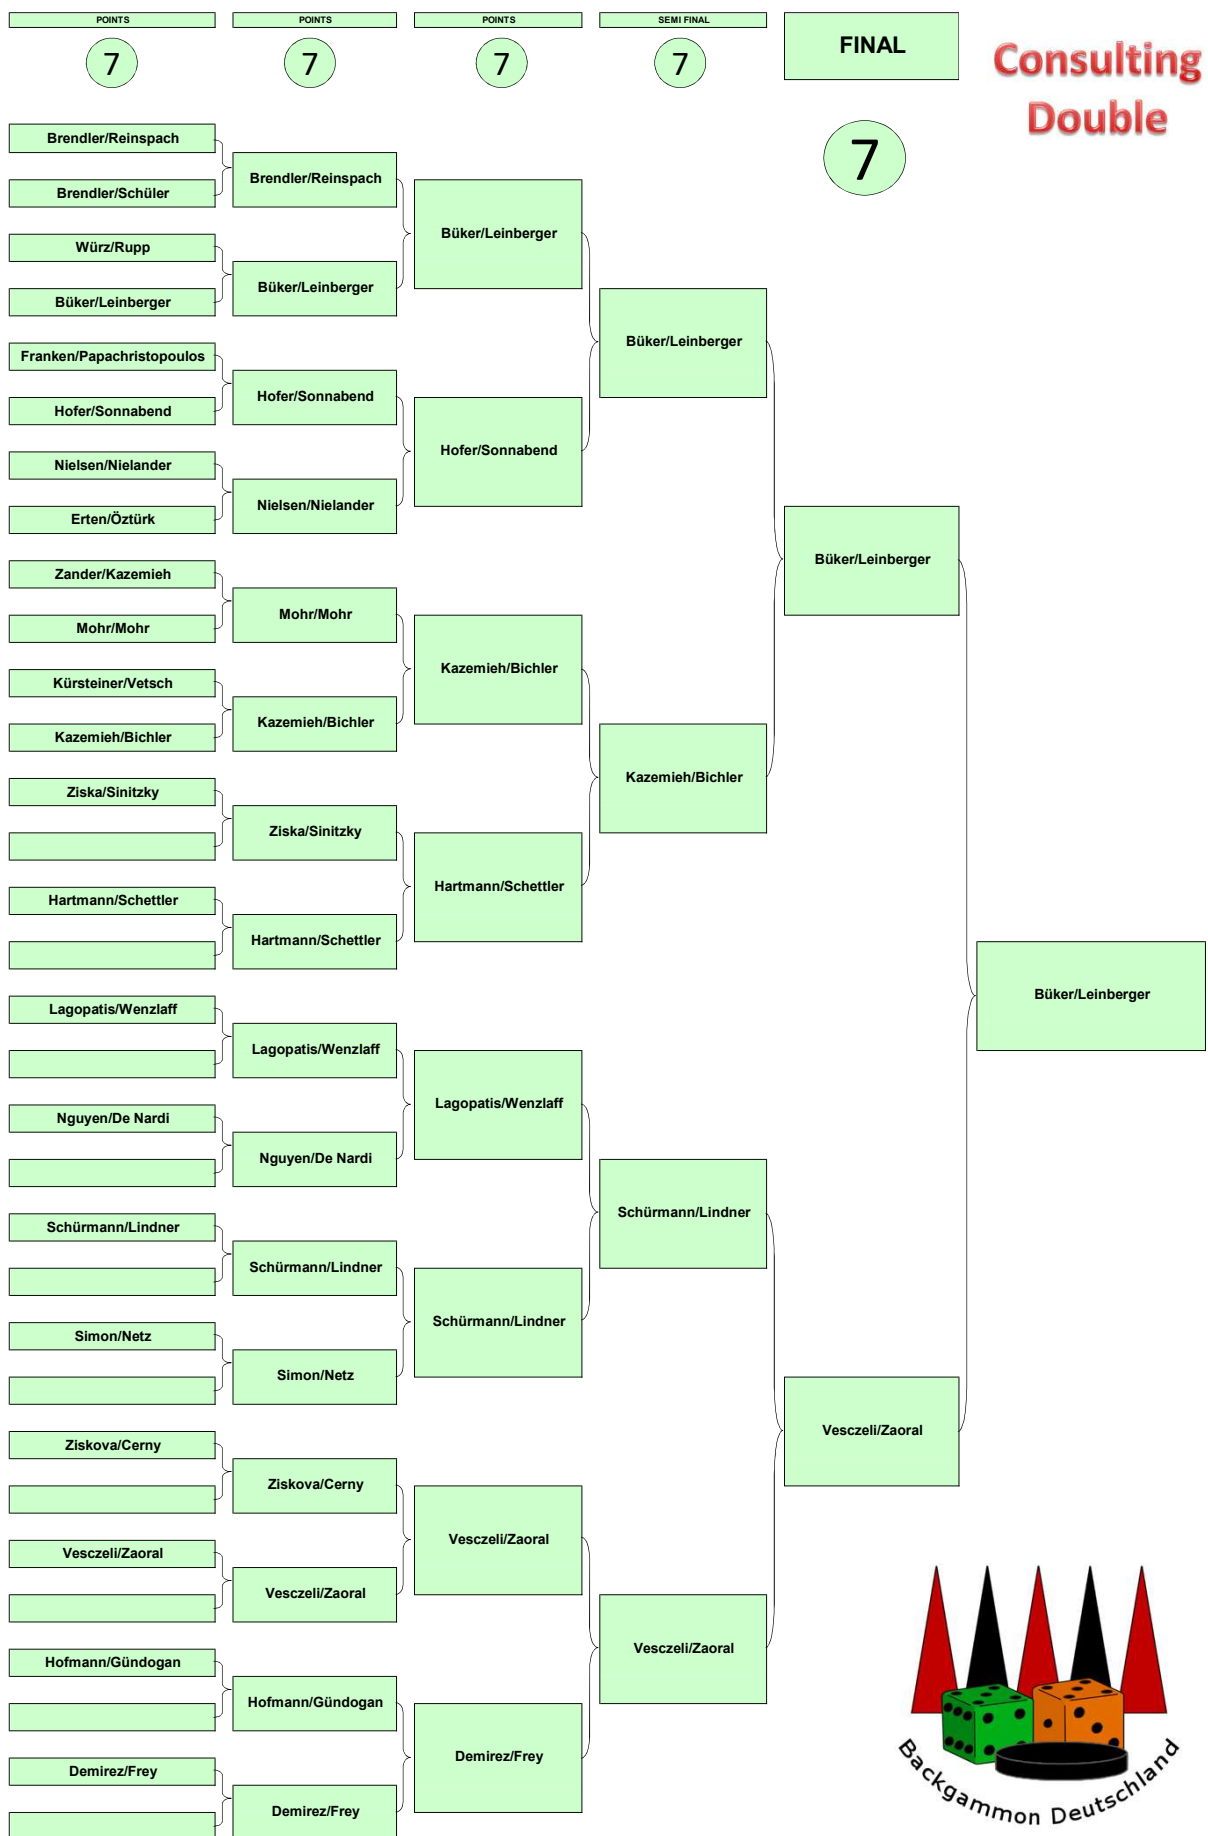 POINTS
POINTS
POINTS
SEMI FINAL
FINAL
7
7
7
7
7
Consulting
Double
Brendler/Reinspach
Brendler/Schüler
Würz/Rupp
Büker/Leinberger
Franken/Papachristopoulos
Hofer/Sonnabend
Nielsen/Nielander
Erten/Öztürk
Zander/Kazemieh
Mohr/Mohr
Kürsteiner/Vetsch
Kazemieh/Bichler
Ziska/Sinitzky
Hartmann/Schettler
Lagopatis/Wenzlaff
Nguyen/De Nardi
Schürmann/Lindner
Simon/Netz
Ziskova/Cerny
Vesczeli/Zaoral
Hofmann/Gündogan
Demirez/Frey
Brendler/Reinspach
Büker/Leinberger
Hofer/Sonnabend
Nielsen/Nielander
Mohr/Mohr
Kazemieh/Bichler
Ziska/Sinitzky
Hartmann/Schettler
Lagopatis/Wenzlaff
Nguyen/De Nardi
Schürmann/Lindner
Simon/Netz
Ziskova/Cerny
Vesczeli/Zaoral
Hofmann/Gündogan
Demirez/Frey
Büker/Leinberger
Hofer/Sonnabend
Kazemieh/Bichler
Hartmann/Schettler
Lagopatis/Wenzlaff
Schürmann/Lindner
Vesczeli/Zaoral
Demirez/Frey
Büker/Leinberger
Kazemieh/Bichler
Schürmann/Lindner
Vesczeli/Zaoral
Büker/Leinberger
Vesczeli/Zaoral
Büker/Leinberger
Backgammon Deutschland